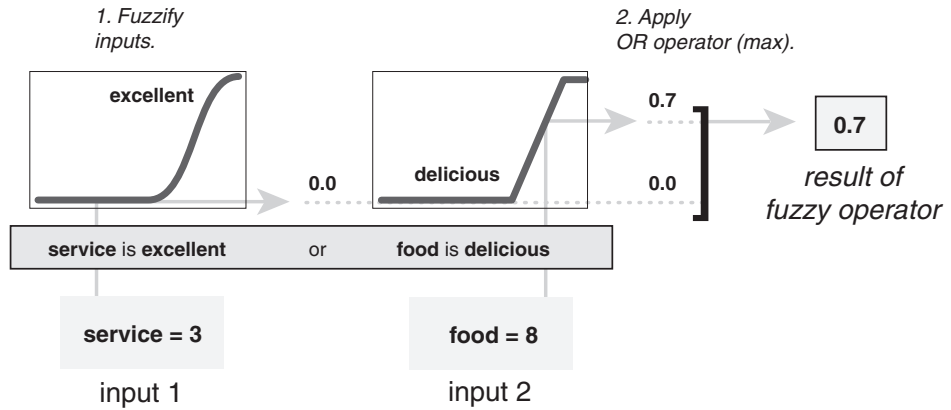 1. Fuzzify
inputs.
2. Apply
OR operator (max).
excellent
0.7
0.7
delicious
0.0
0.0
result of
fuzzy operator
service is excellent or food is delicious
service = 3
food = 8
input 1
input 2